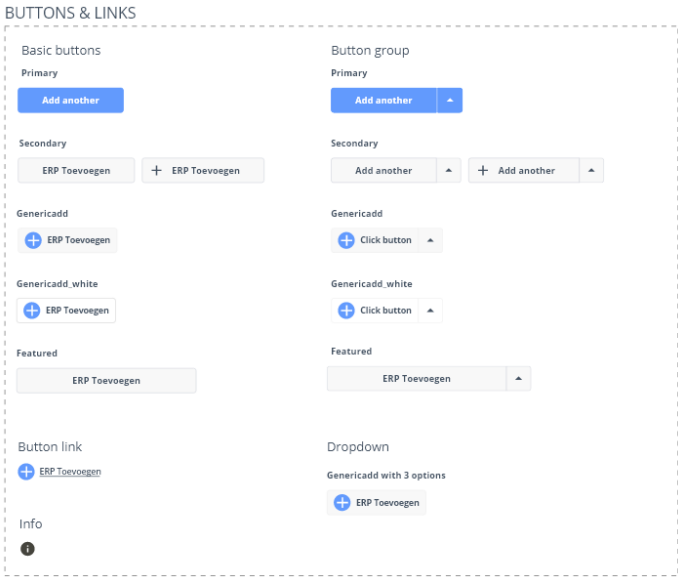 BUTTONS & LINKS
Basic buttons
Primary
Add another
Secondary
ERP Toevoegen
ERP Toevoegen
Genericadd
ERP Toevoegen
Genericadd_white
ERP Toevoegen
Featured
ERP Toevoegen
Button link
ERP Toevoegen
Info
Button group
Primary
Add another
Secondary
Add another
Add another
Genericadd
Click button
Genericadd_white
Click button
Featured
ERP Toevoegen
Dropdown
Genericadd with 3 options
ERP Toevoegen